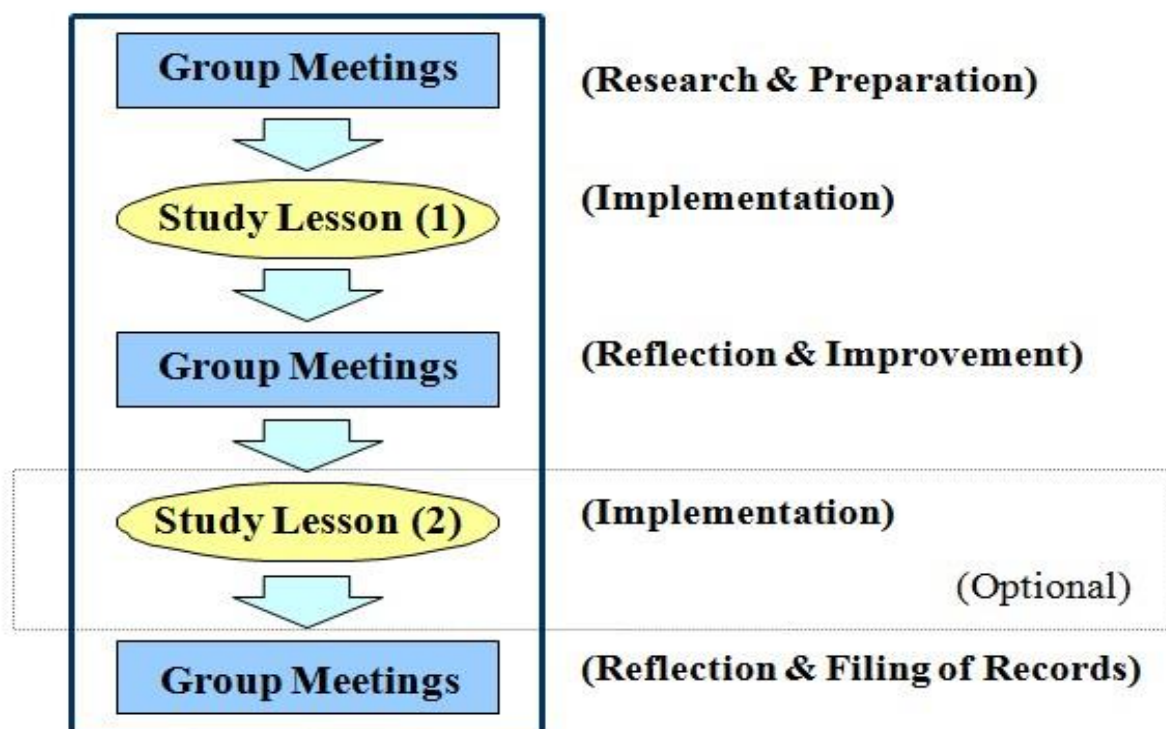 Group Meetings
(Research & Preparation)
Study Lesson (1)
(Implementation)
Group Meetings
(Reflection & Improvement)
Study Lesson (2)
(Implementation)
(Optional)
Group Meetings
(Reflection & Filing of Records)